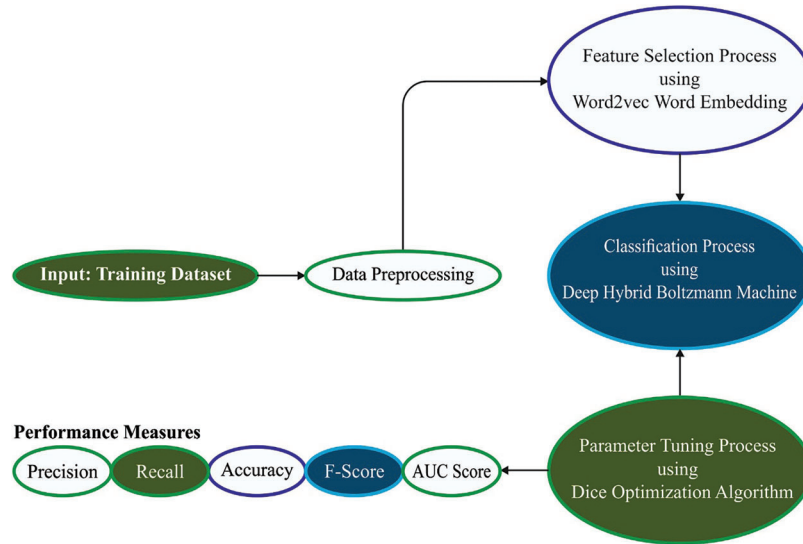 Feature Selection Process
using
Word2vec Word Embedding
Input: Training Dataset
Data Preprocessing
Classification Process
using
Deep Hybrid Boltzmann Machine
Performance Measures
Precision
Recall
Accuracy
F-Score
AUC Score
Parameter Tuning Process
using
Dice Optimization Algorithm